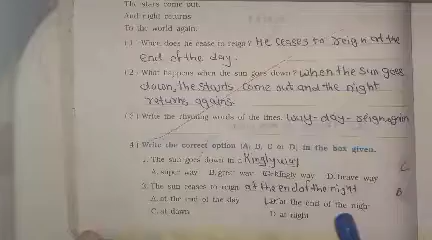 The stars come out.
And night returns
To the world again.
(1) When does he cease to reign? He ceases to reign at the
end of the day.
(2) What happens when the sun goes down? when the sun goes
down, the starts come out and the night
returns agains.
(3) Write the rhyming words of the lines. way - day - reign again
4) Write the correct option (A, B, C or D) in the box given.
1. The sun goes down in a Kingly way C
A. super way B. great way C. Kingly way D. brave way
2. The sun ceases to reign at the end of the night B
A. at the end of the day B. at the end of the nigh
C. at dawn D. at night